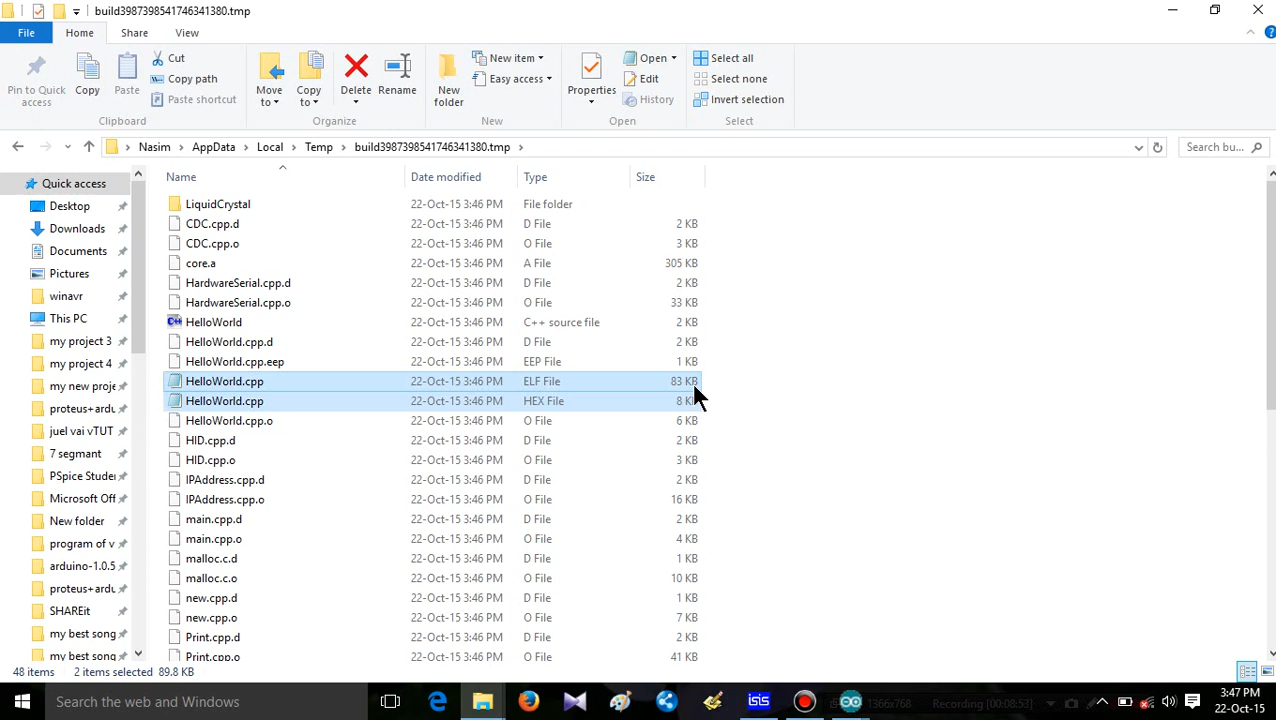 build3987398541746341380.tmp
File Home Share View
Pin to Quick access
Copy
Paste
Cut
Copy path
Paste shortcut
Clipboard
Move to
Copy to
Delete
Rename
Organize
New folder
New item
Easy access
New
Properties
Open
Edit
History
Open
Select all
Select none
Invert selection
Select
Nasim > AppData > Local > Temp > build3987398541746341380.tmp >
Search bu...
Quick access
Desktop
Downloads
Documents
Pictures
winavr
This PC
my project 3
my project 4
my new proje
proteus+ardu
juel vai vTUT
7 segmant
PSpice Studer
Microsoft Off
New folder
program of v
arduino-1.0.5
proteus+ardu
SHAREit
my best song
my best song
Name Date modified Type Size
LiquidCrystal 22-Oct-15 3:46 PM File folder
CDC.cpp.d 22-Oct-15 3:46 PM D File 2 KB
CDC.cpp.o 22-Oct-15 3:46 PM O File 3 KB
core.a 22-Oct-15 3:46 PM A File 305 KB
HardwareSerial.cpp.d 22-Oct-15 3:46 PM D File 2 KB
HardwareSerial.cpp.o 22-Oct-15 3:46 PM O File 33 KB
HelloWorld 22-Oct-15 3:46 PM C++ source file 2 KB
HelloWorld.cpp.d 22-Oct-15 3:46 PM D File 2 KB
HelloWorld.cpp.eep 22-Oct-15 3:46 PM EEP File 1 KB
HelloWorld.cpp 22-Oct-15 3:46 PM ELF File 83 KB
HelloWorld.cpp 22-Oct-15 3:46 PM HEX File 8 KB
HelloWorld.cpp.o 22-Oct-15 3:46 PM O File 6 KB
HID.cpp.d 22-Oct-15 3:46 PM D File 2 KB
HID.cpp.o 22-Oct-15 3:46 PM O File 3 KB
IPAddress.cpp.d 22-Oct-15 3:46 PM D File 2 KB
IPAddress.cpp.o 22-Oct-15 3:46 PM O File 16 KB
main.cpp.d 22-Oct-15 3:46 PM D File 2 KB
main.cpp.o 22-Oct-15 3:46 PM O File 4 KB
malloc.c.d 22-Oct-15 3:46 PM D File 1 KB
malloc.c.o 22-Oct-15 3:46 PM O File 10 KB
new.cpp.d 22-Oct-15 3:46 PM D File 1 KB
new.cpp.o 22-Oct-15 3:46 PM O File 7 KB
Print.cpp.d 22-Oct-15 3:46 PM D File 2 KB
Print.cpp.o 22-Oct-15 3:46 PM O File 41 KB
48 items 2 items selected 89.8 KB
Search the web and Windows
isis
1366x768 Recording [00:08:53]
3:47 PM
22-Oct-15